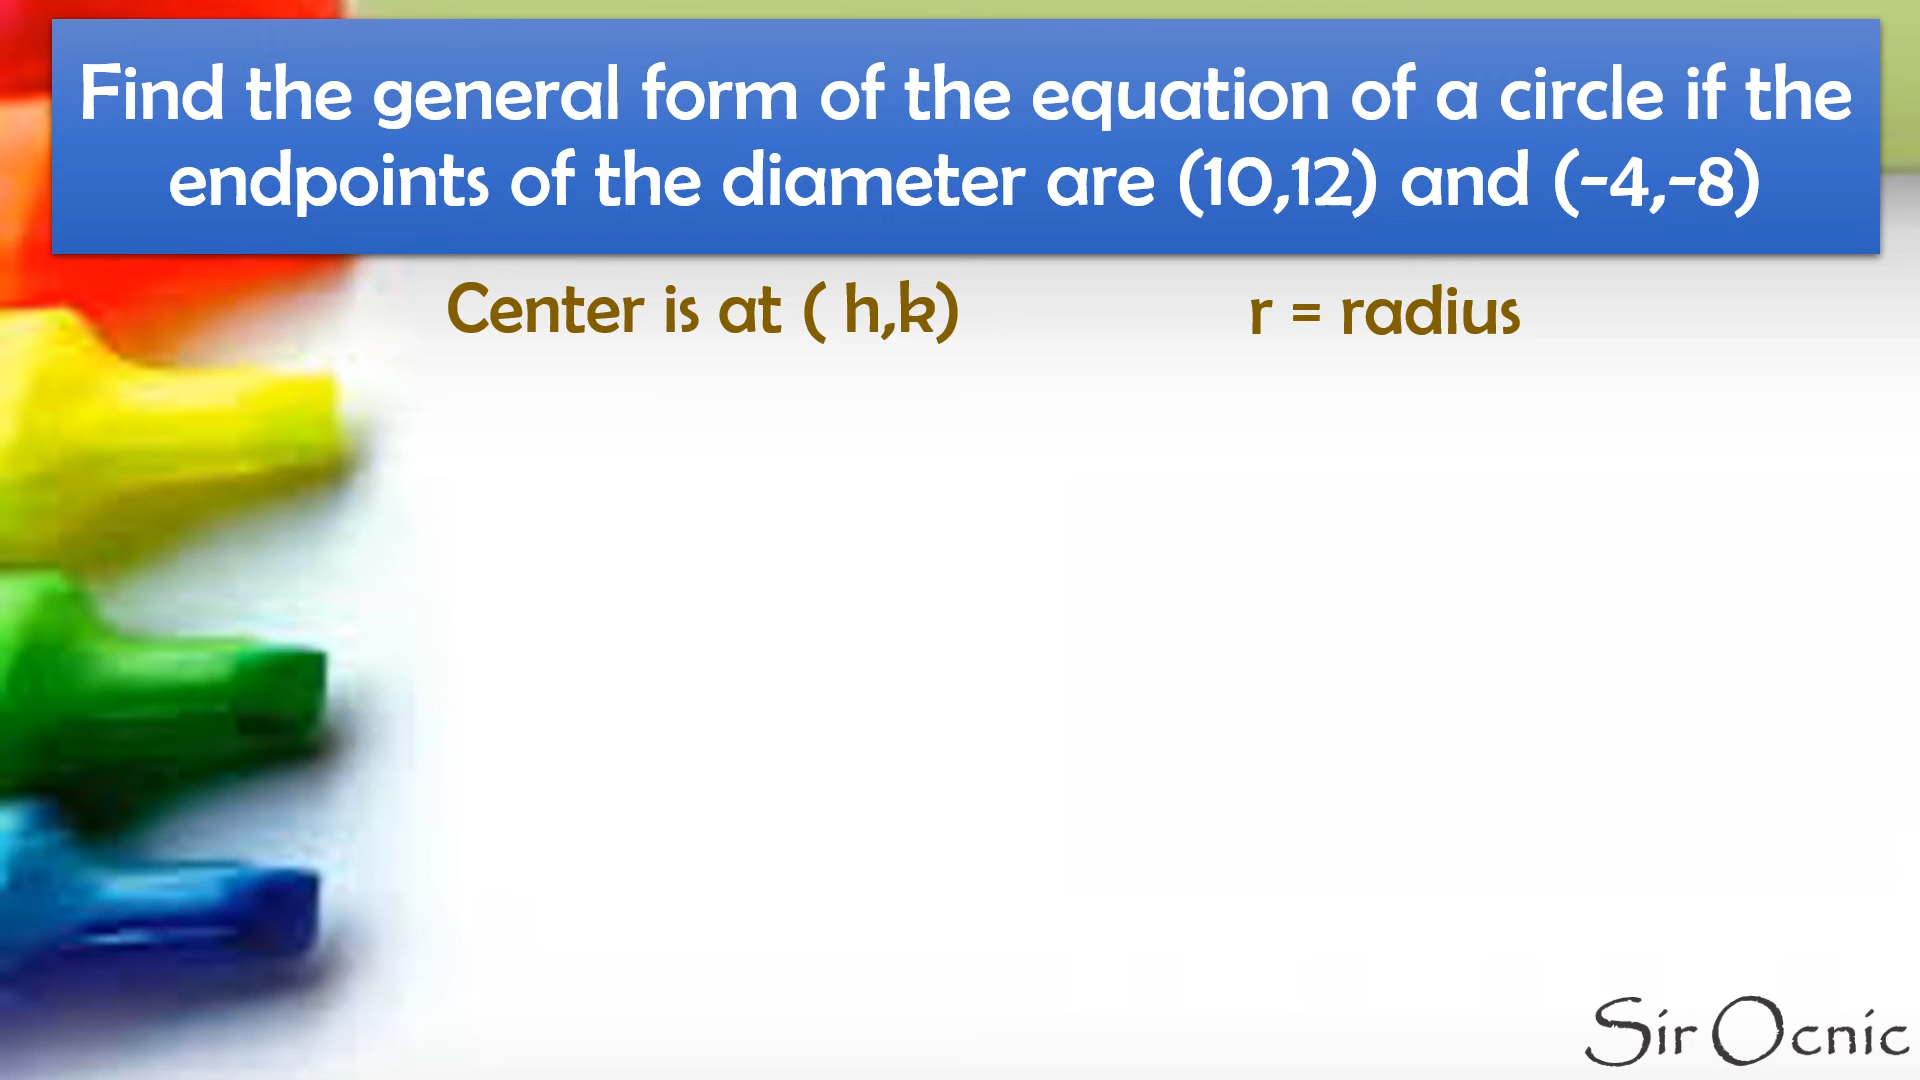 Find the general form of the equation of a circle if the
endpoints of the diameter are (10,12) and (-4,-8)
Center is at ( h,k)
r = radius
Sir Ocnic